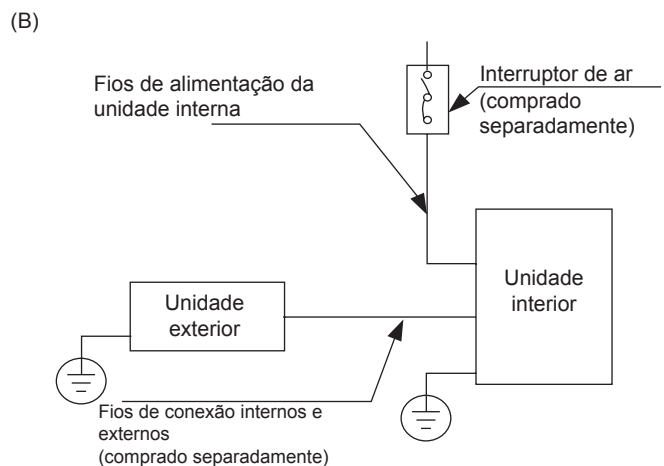 (B)
Fios de alimentação da
unidade interna
Interruptor de ar
(comprado
separadamente)
Unidade
interior
Unidade
exterior
Fios de conexão internos e
externos
(comprado separadamente)